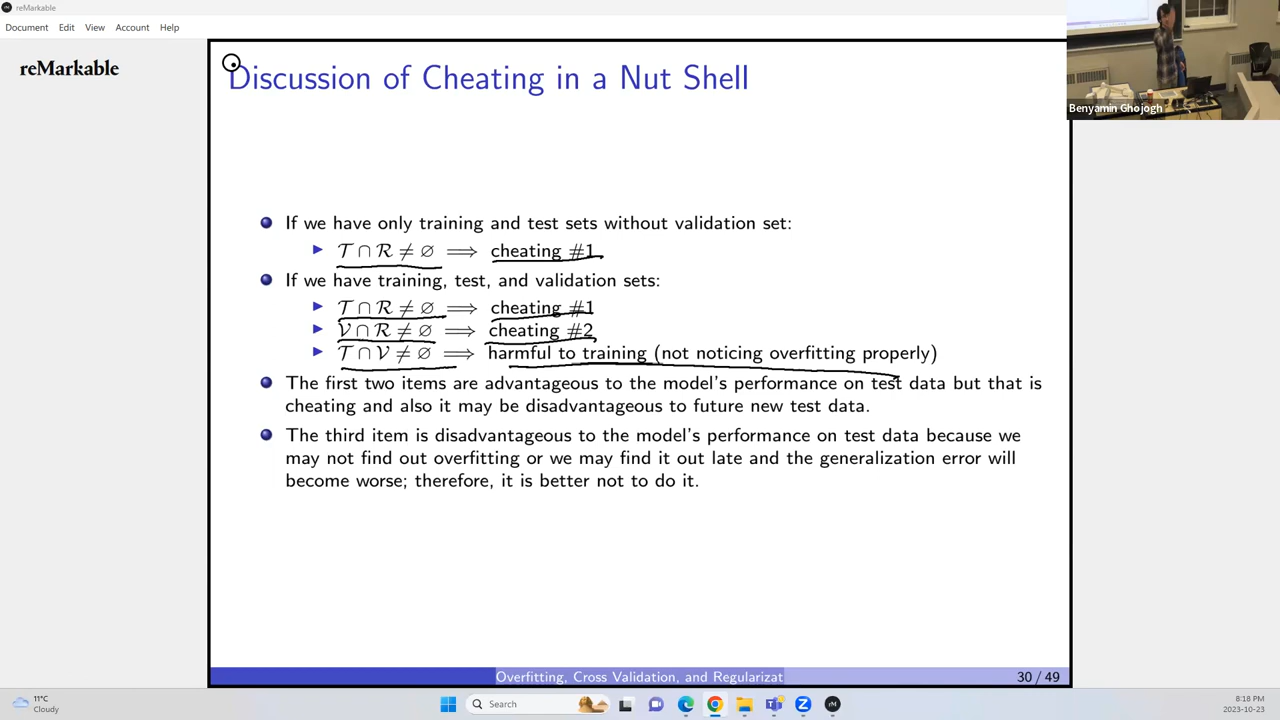 reMarkable
Document Edit View Account Help
reMarkable
Discussion of Cheating in a Nut Shell
Benyamin Ghojogh
If we have only training and test sets without validation set:
𝒯 ∩ ℛ ≠ ∅ ⟹ cheating #1
If we have training, test, and validation sets:
𝒯 ∩ ℛ ≠ ∅ ⟹ cheating #1
𝒱 ∩ ℛ ≠ ∅ ⟹ cheating #2
𝒯 ∩ 𝒱 ≠ ∅ ⟹ harmful to training (not noticing overfitting properly)
The first two items are advantageous to the model's performance on test data but that is
cheating and also it may be disadvantageous to future new test data.
The third item is disadvantageous to the model's performance on test data because we
may not find out overfitting or we may find it out late and the generalization error will
become worse; therefore, it is better not to do it.
Overfitting, Cross Validation, and Regularizat
30 / 49
11°C
Cloudy
Search
8:18 PM
2023-10-23